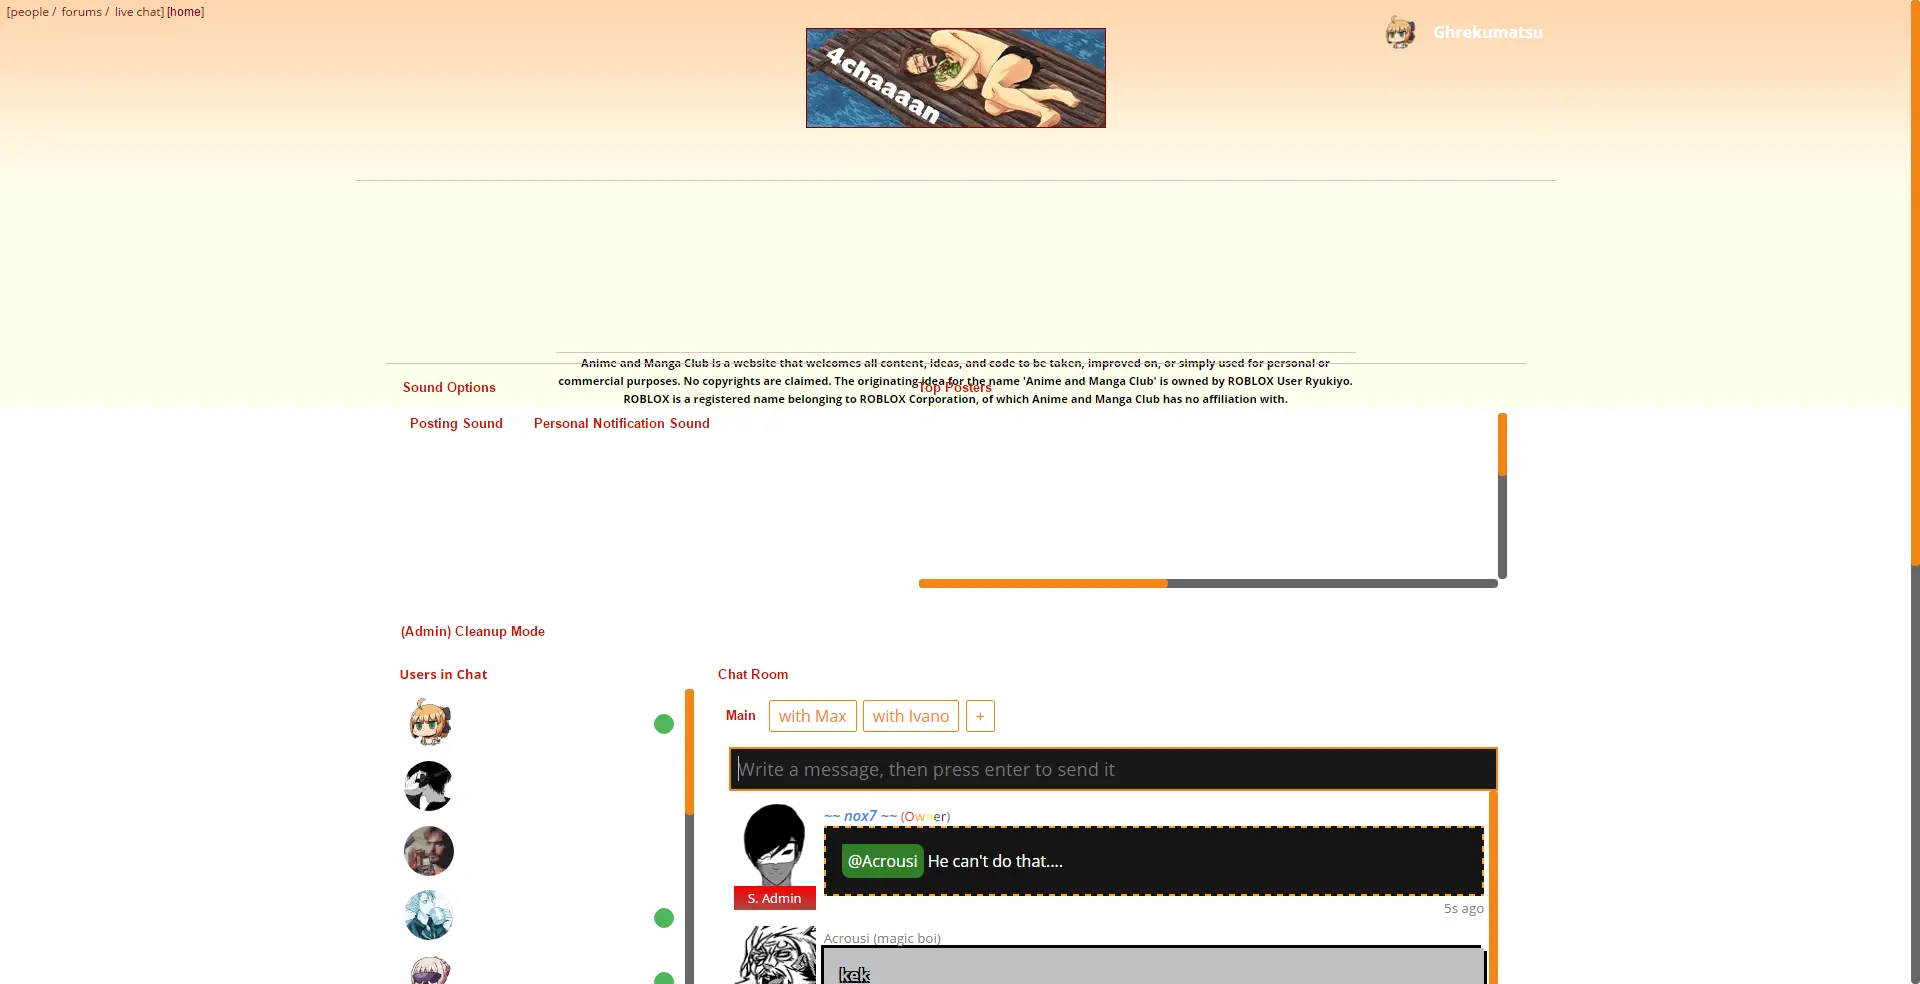 [people / forums / live chat] [home]
Ghrekumatsu
4chaaaan
Anime and Manga Club is a website that welcomes all content, ideas, and code to be taken, improved on, or simply used for personal or
commercial purposes. No copyrights are claimed. The originating idea for the name 'Anime and Manga Club' is owned by ROBLOX User Ryukiyo.
ROBLOX is a registered name belonging to ROBLOX Corporation, of which Anime and Manga Club has no affiliation with.
Sound Options
Top Posters
Posting Sound
Personal Notification Sound
(Admin) Cleanup Mode
Users in Chat
Chat Room
Main
with Max
with Ivano
+
Write a message, then press enter to send it
~~ nox7 ~~ (Owner)
@Acrousi He can't do that....
S. Admin
5s ago
Acrousi (magic boi)
kek